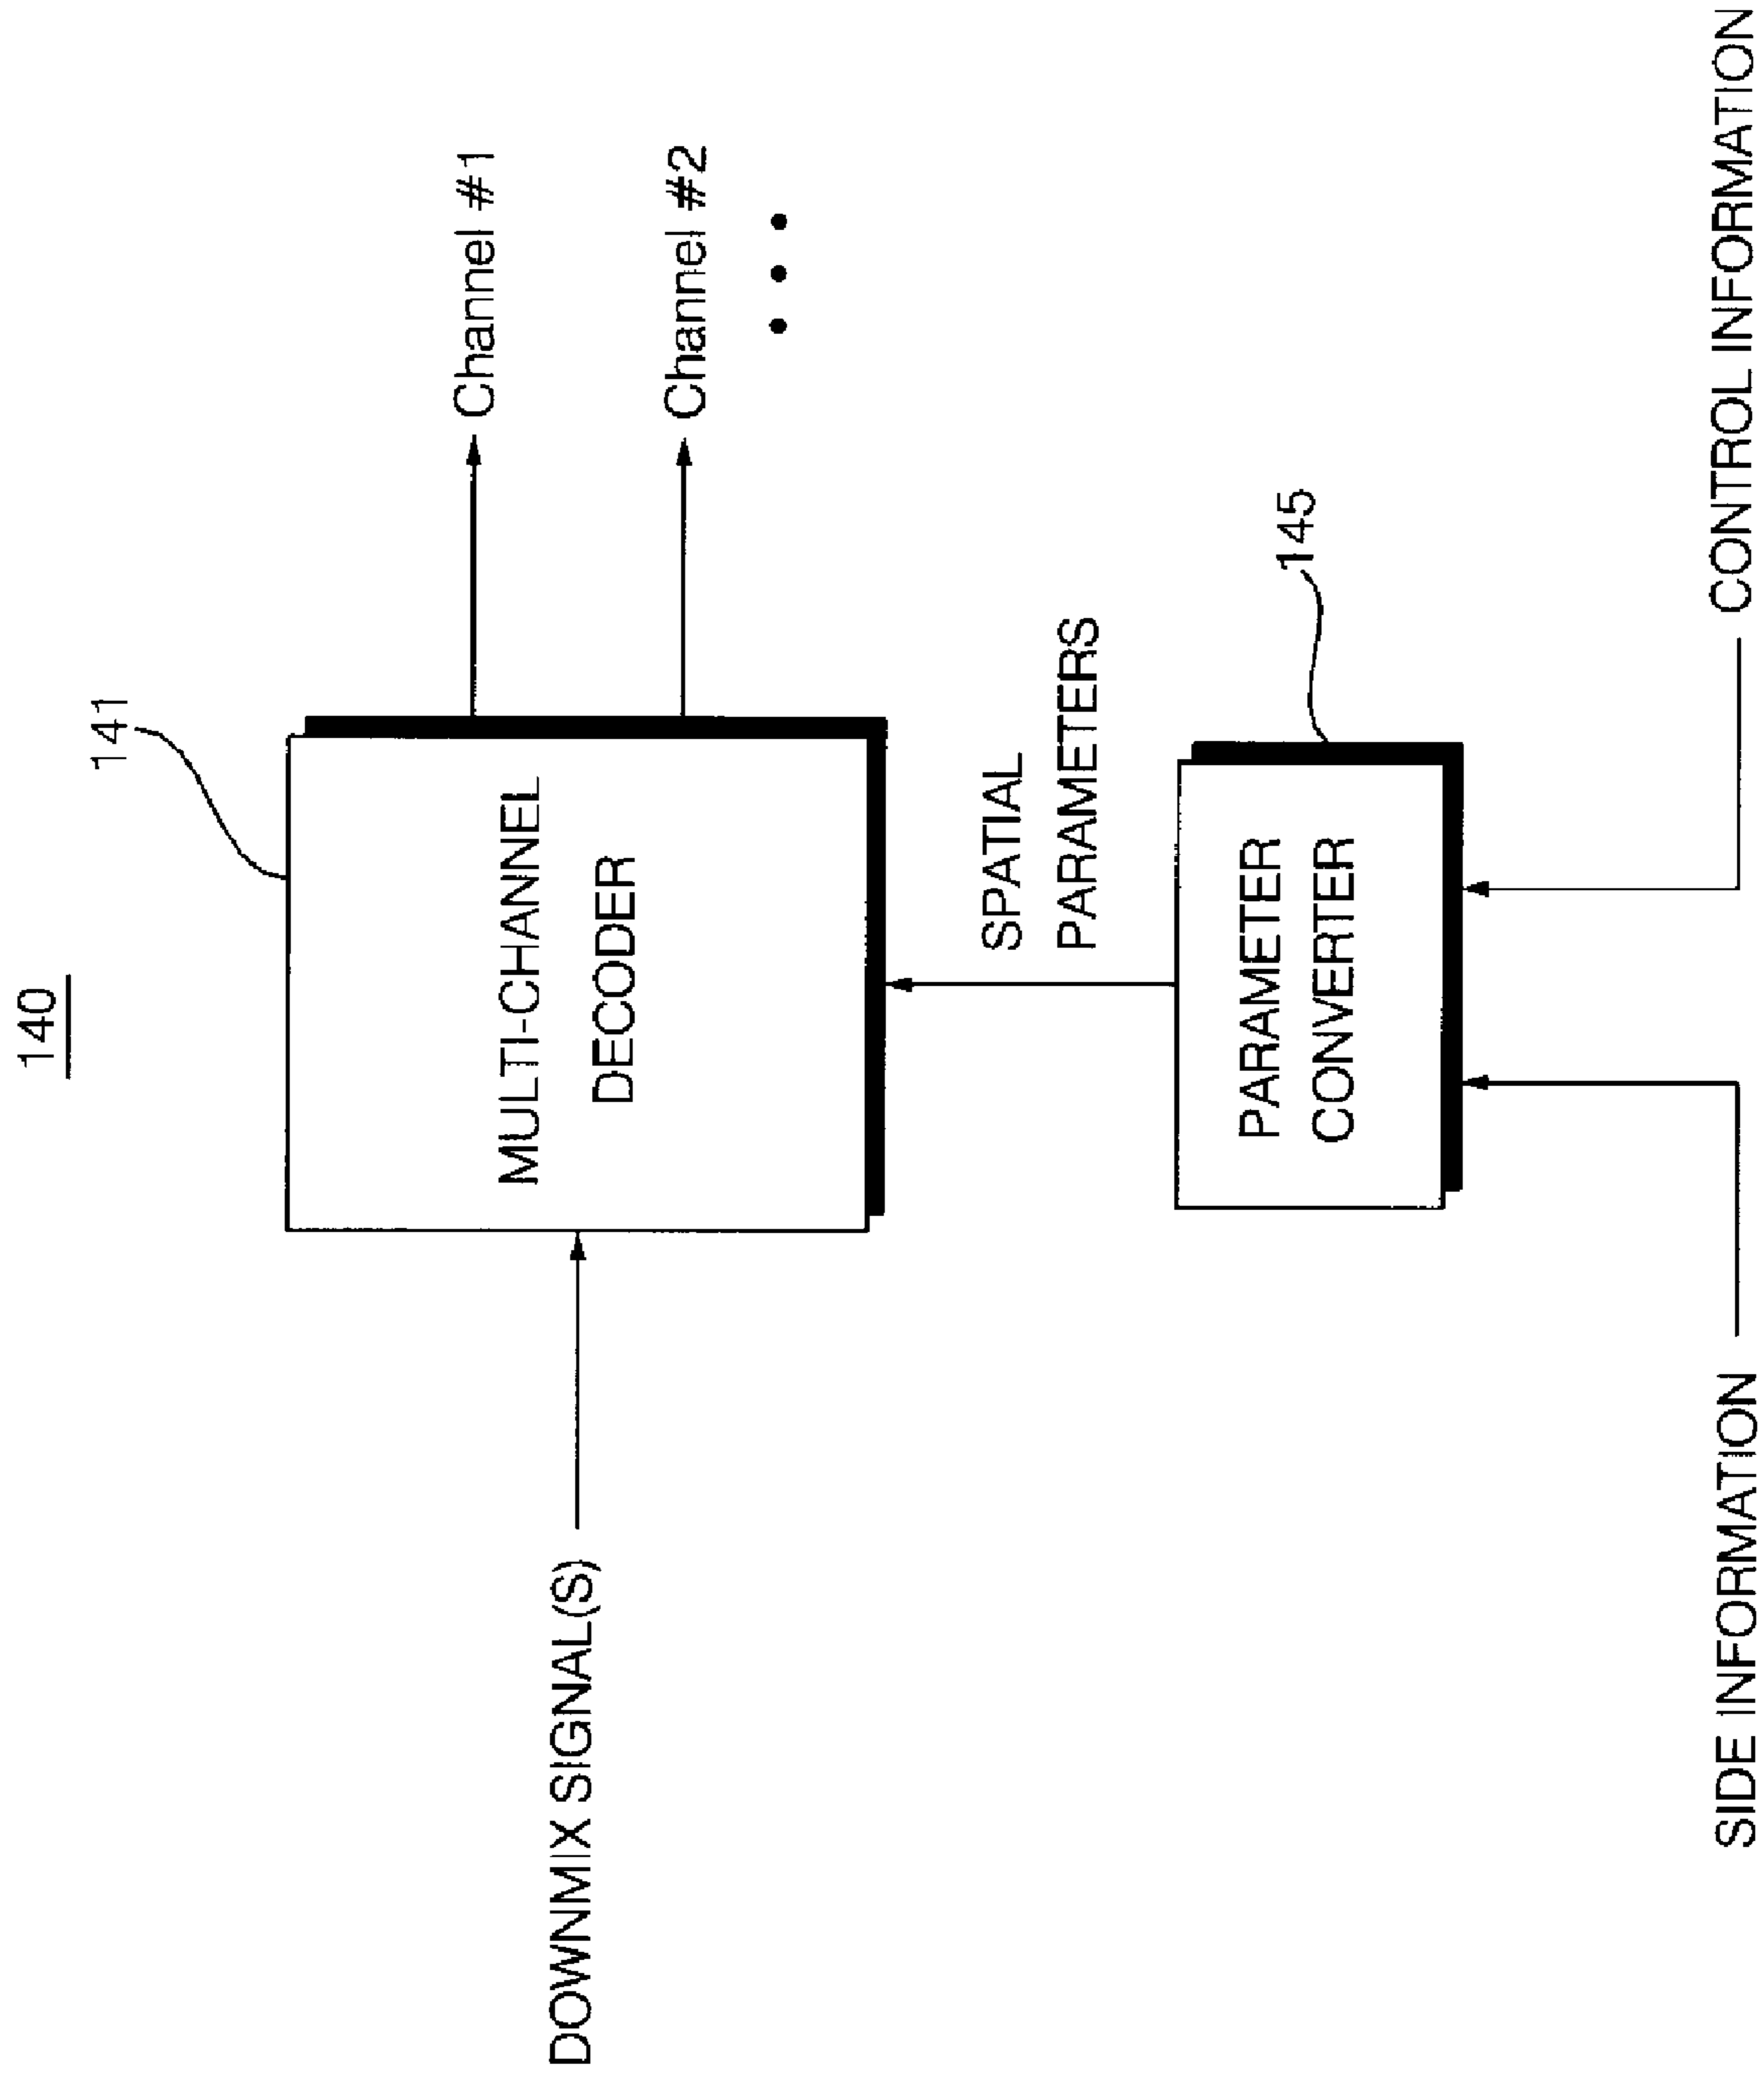 140
141
MULTI-CHANNEL
DECODER
Channel #1
Channel #2
DOWNMIX SIGNAL(S)
SPATIAL
PARAMETERS
145
PARAMETER
CONVERTER
SIDE INFORMATION
CONTROL INFORMATION